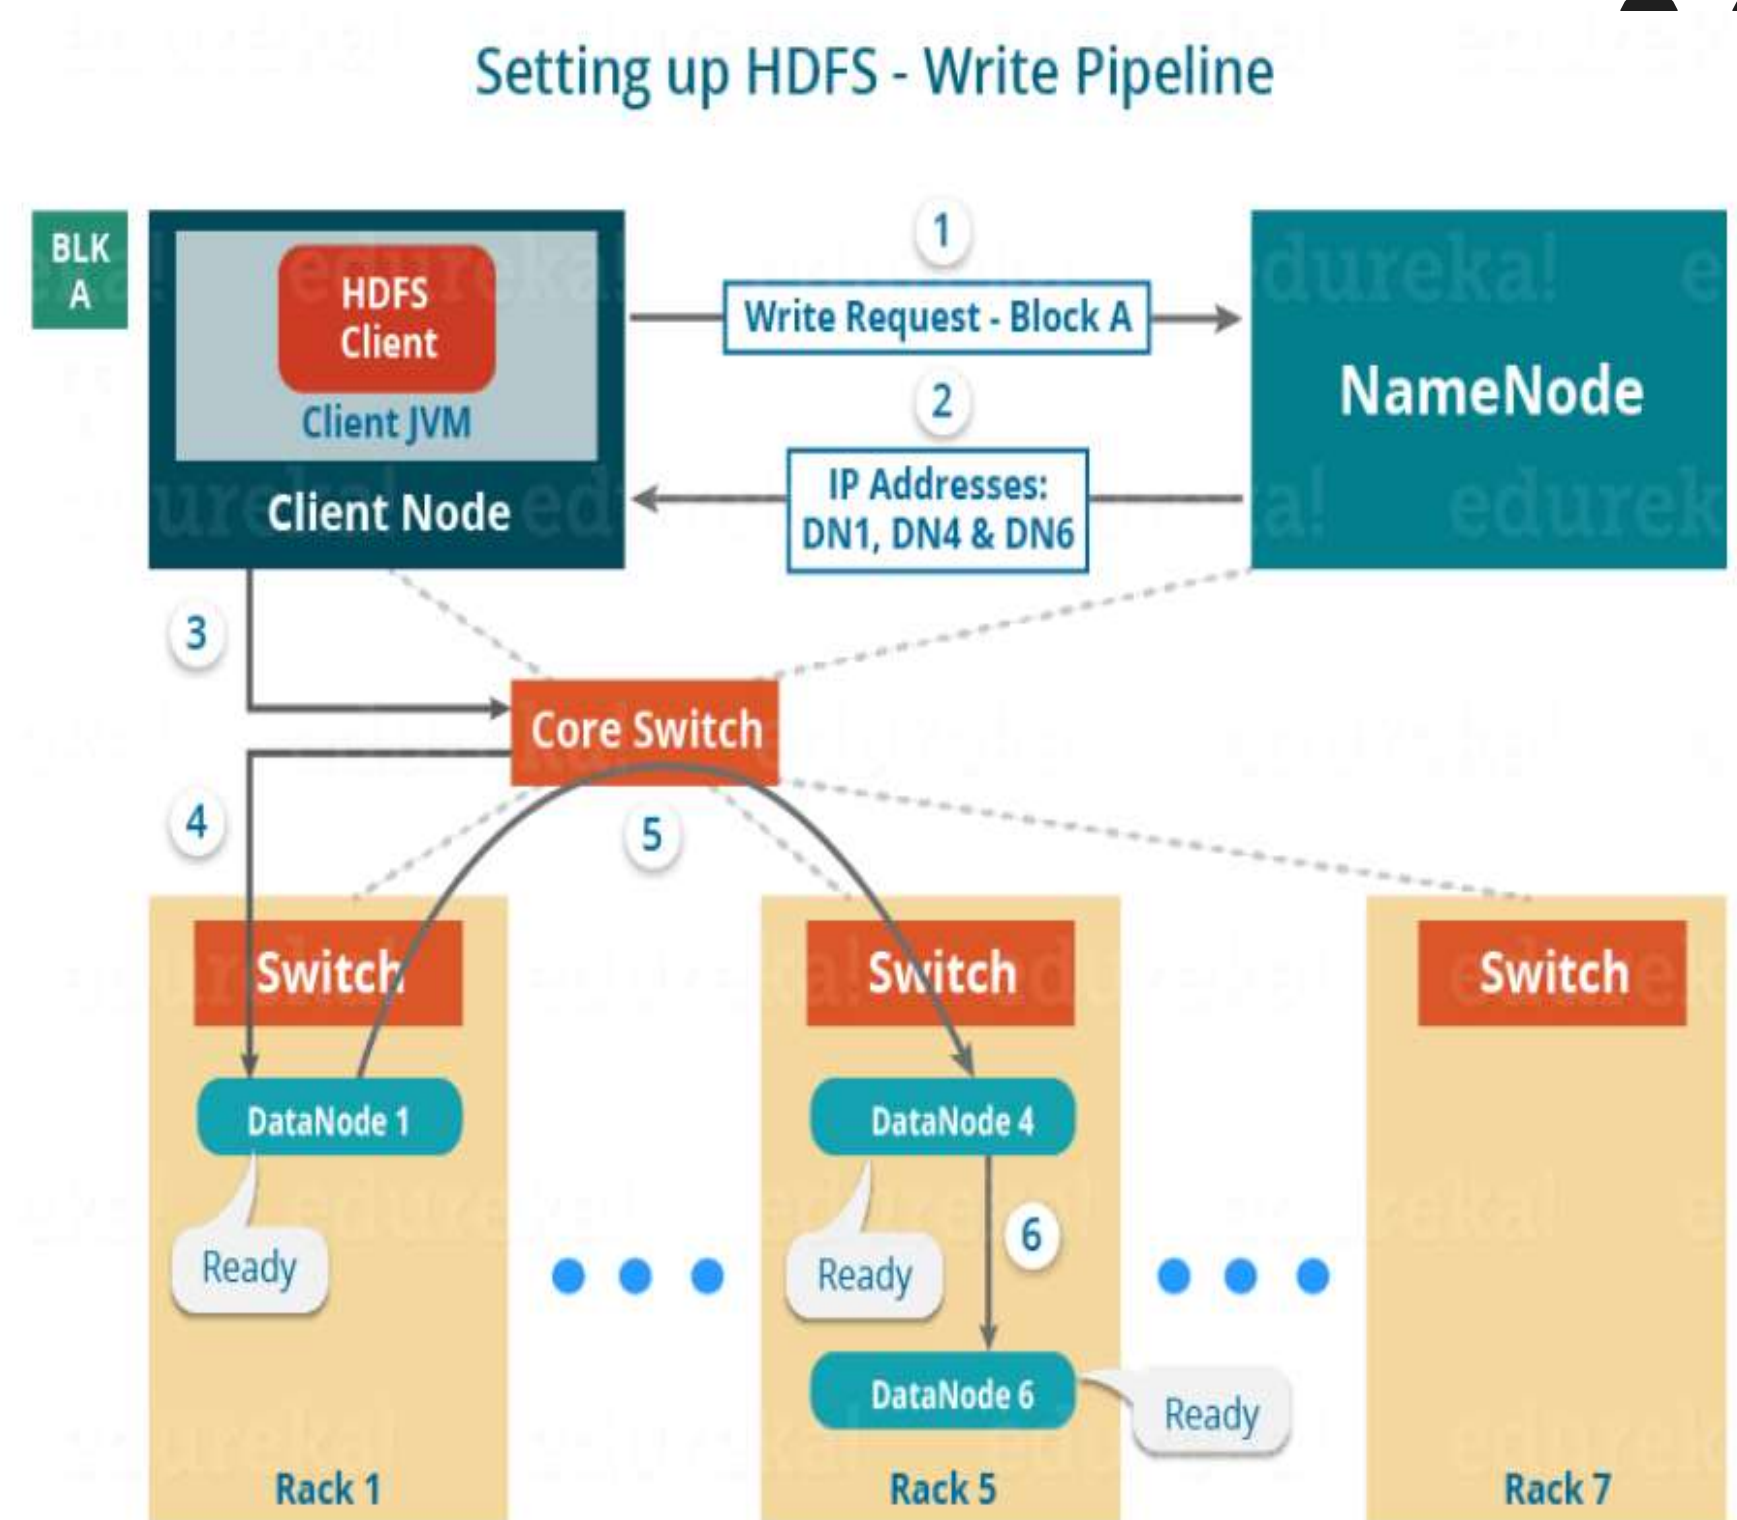 Setting up HDFS - Write Pipeline
BLK
A
HDFS
Client
Client JVM
Client Node
1
Write Request - Block A
2
IP Addresses:
DN1, DN4 & DN6
NameNode
3
Core Switch
4
5
Switch
Switch
Switch
DataNode 1
DataNode 4
Ready
Ready
6
DataNode 6
Ready
Rack 1
Rack 5
Rack 7
edureka!